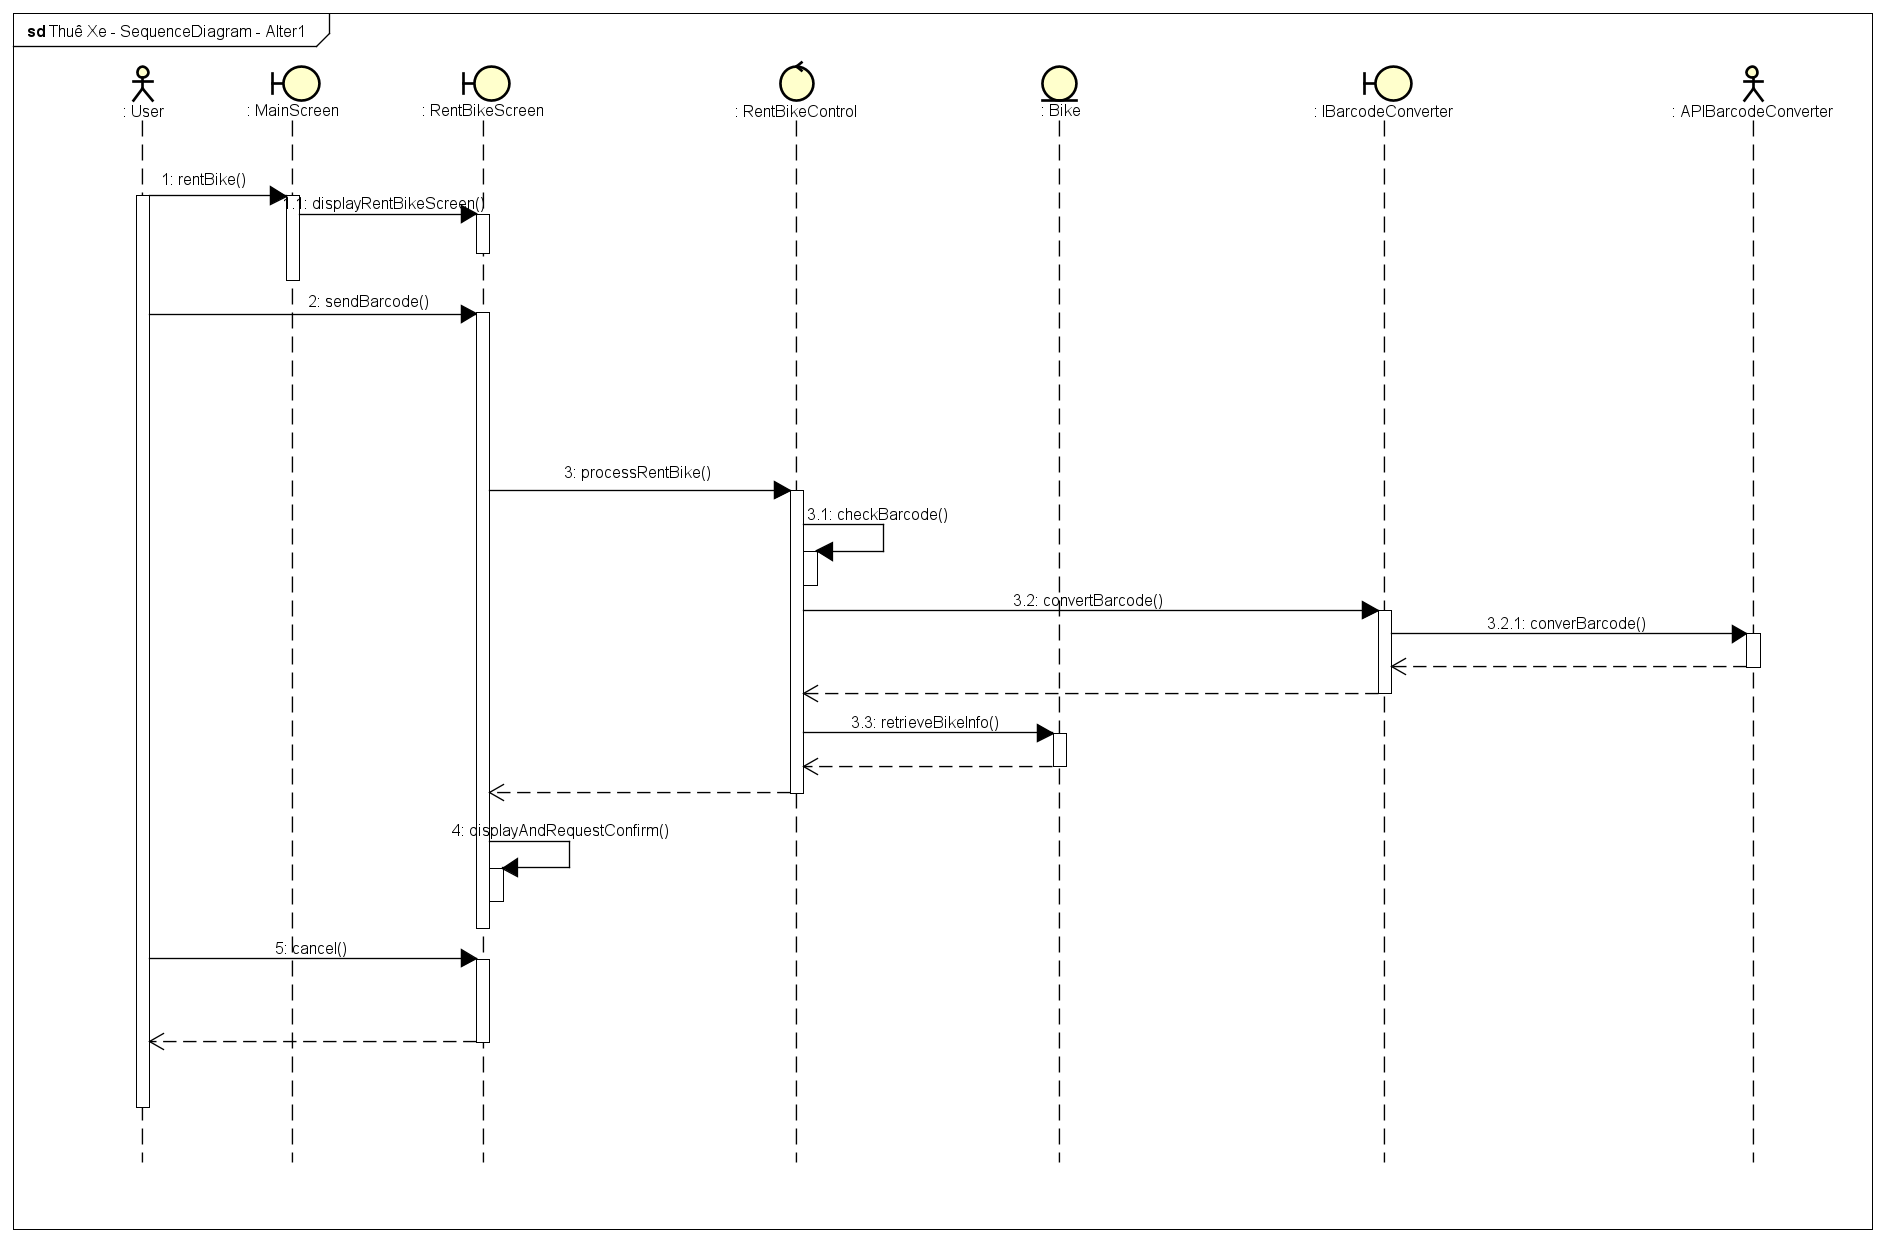 sd Thuê Xe - SequenceDiagram - Alter1
: User
: MainScreen
: RentBikeScreen
: RentBikeControl
: Bike
: IBarcodeConverter
: APIBarcodeConverter
1: rentBike()
1.1: displayRentBikeScreen()
2: sendBarcode()
3: processRentBike()
3.1: checkBarcode()
3.2: convertBarcode()
3.2.1: converBarcode()
3.3: retrieveBikeInfo()
4: displayAndRequestConfirm()
5: cancel()